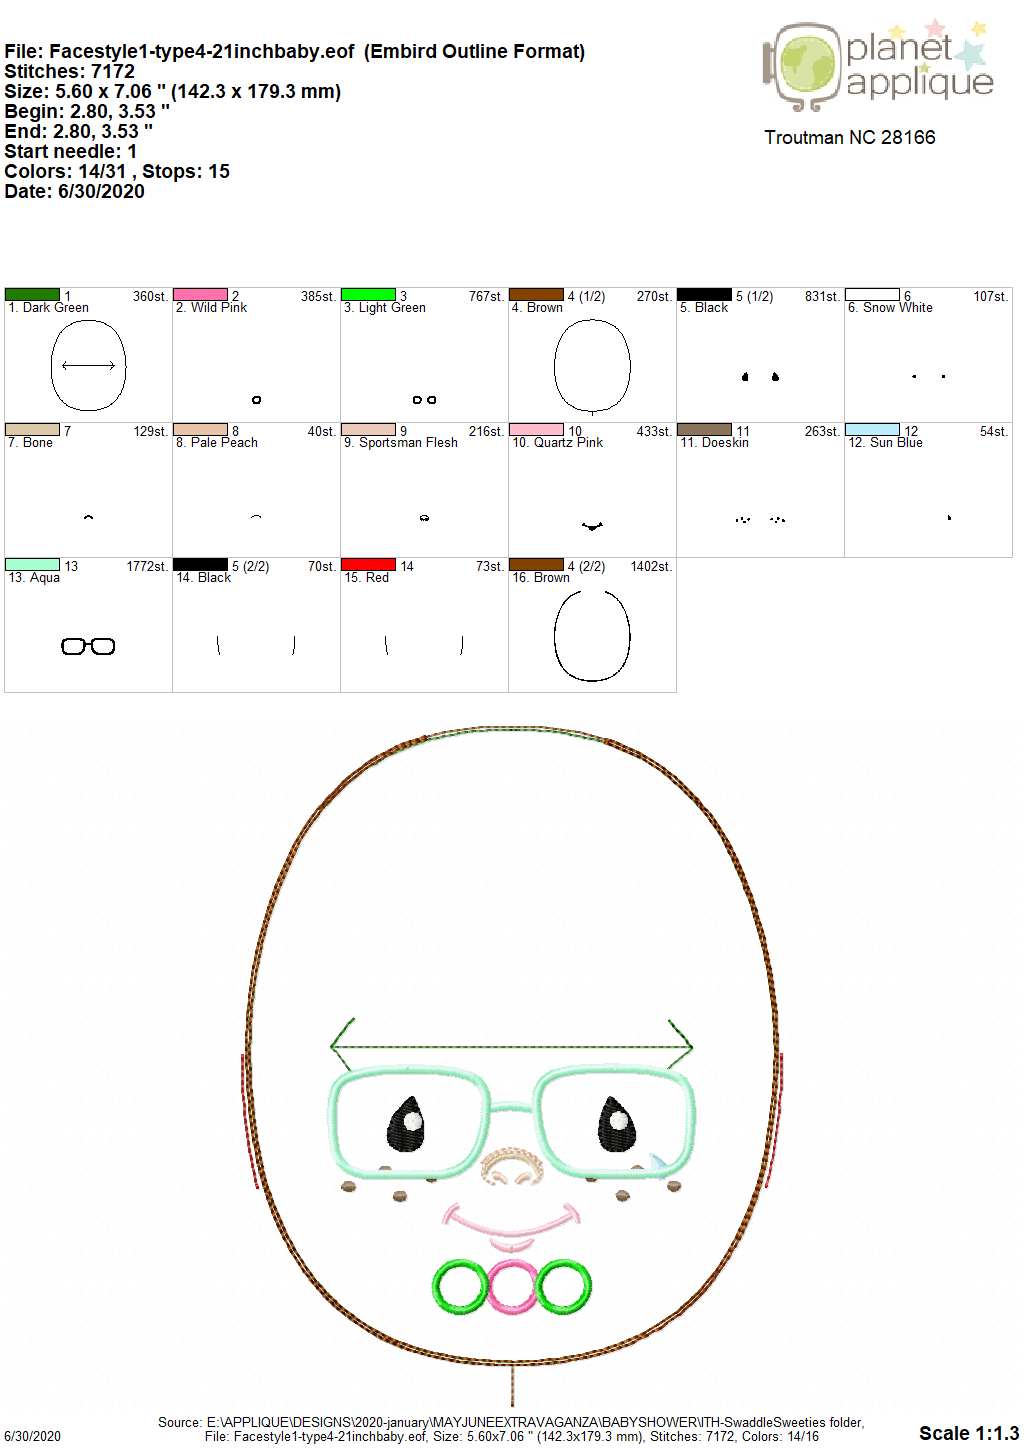 File: Facestyle1-type4-21inchbaby.eof (Embird Outline Format)
Stitches: 7172
Size: 5.60 x 7.06 " (142.3 x 179.3 mm)
Begin: 2.80, 3.53 "
End: 2.80, 3.53 "
Start needle: 1
Colors: 14/31 , Stops: 15
Date: 6/30/2020
planet
applique
Troutman NC 28166
1 360st. 2 385st. 3 767st. 4 (1/2) 270st. 5 (1/2) 831st. 6 107st.
1. Dark Green 2. Wild Pink 3. Light Green 4. Brown 5. Black 6. Snow White
7 129st. 8 40st. 9 216st. 10 433st. 11 263st. 12 54st.
7. Bone 8. Pale Peach 9. Sportsman Flesh 10. Quartz Pink 11. Doeskin 12. Sun Blue
13 1772st. 5 (2/2) 70st. 14 73st. 4 (2/2) 1402st.
13. Aqua 14. Black 15. Red 16. Brown
Source: E:\APPLIQUE\DESIGNS\2020-january\MAYJUNEEXTRAVAGANZA\BABYSHOWER\ITH-SwaddleSweeties folder,
6/30/2020 File: Facestyle1-type4-21inchbaby.eof, Size: 5.60x7.06 " (142.3x179.3 mm), Stitches: 7172, Colors: 14/16 Scale 1:1.3